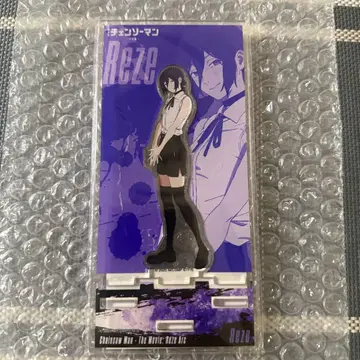 チェンソーマン
Reze
Chainsaw Man - The Movie: Reze Arc
Reze